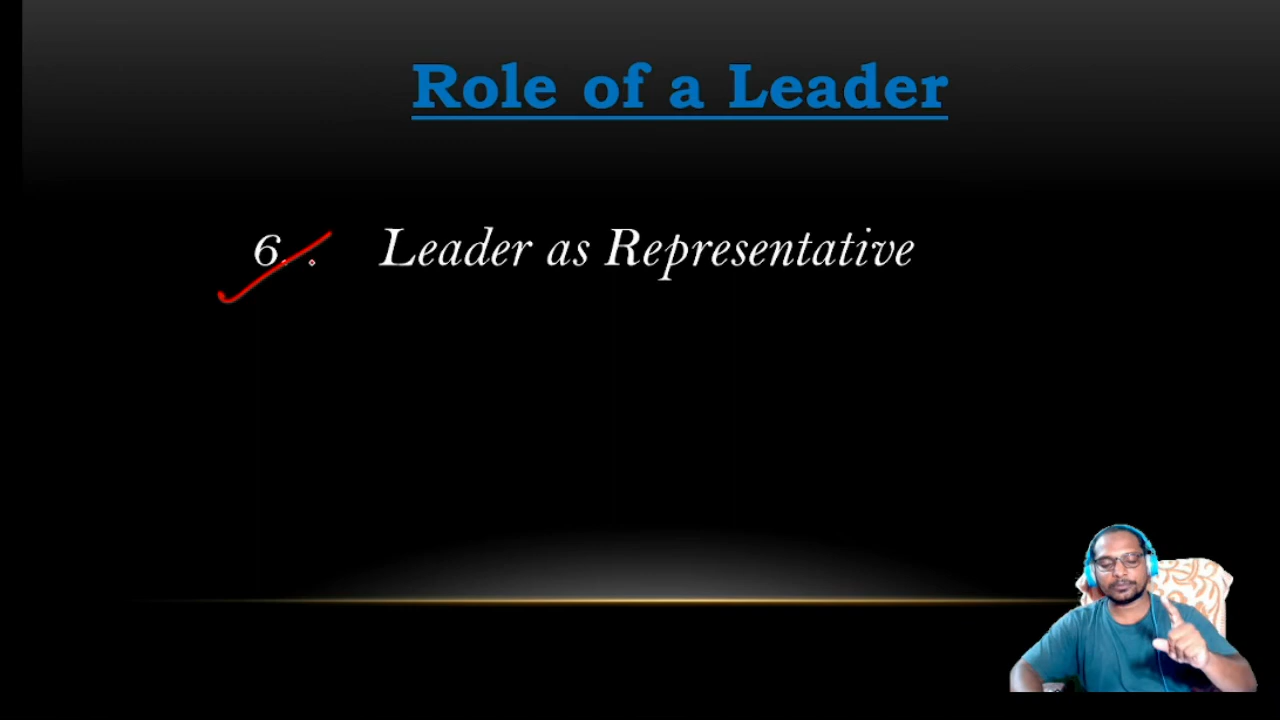 Role of a Leader
6. . Leader as Representative